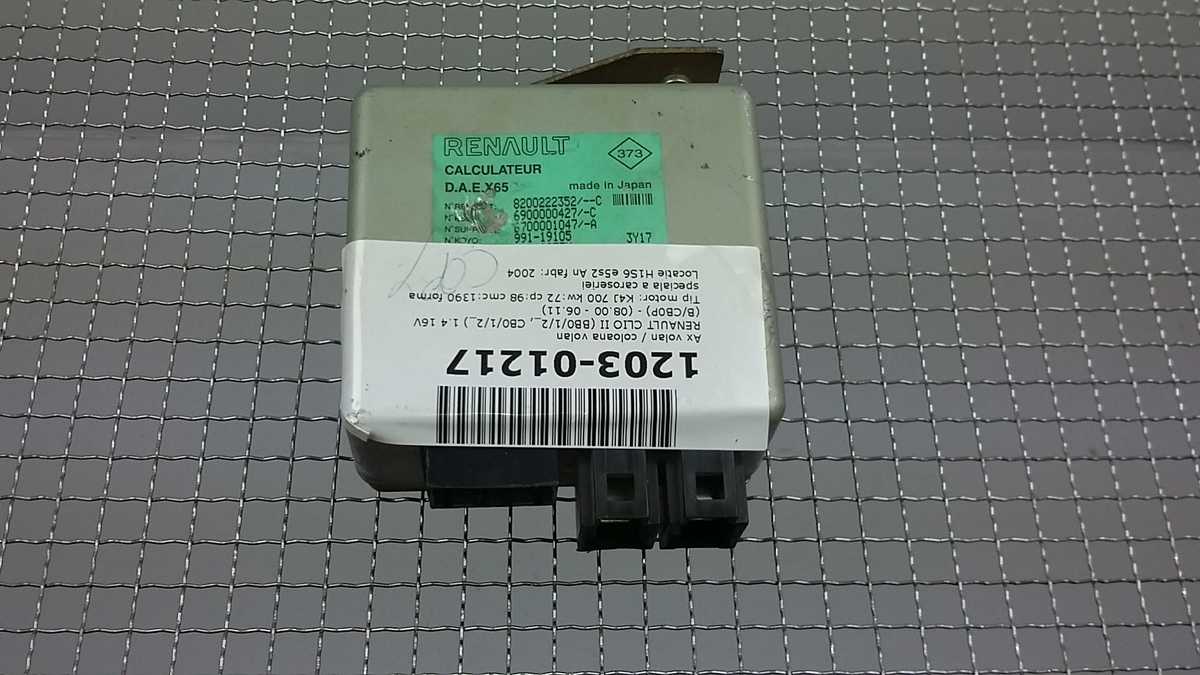 RENAULT
373
CALCULATEUR
D.A.E.X65 made in Japan
8200222352/--C
6900000427/-C
6700001047/-A
991-19105 3Y17
1203-01217
Ax volan / coloana volan
RENAULT CLIO II (BB0/1/2_, CB0/1/2_) 1.4 16V
(B/CB0P) - (08.00 - 06.11)
Tip motor: K4J 700 kw:72 cp:98 cmc:1390 forma
speciala a caroseriei
Locatie H1S6 e5s2 An fabr: 2004